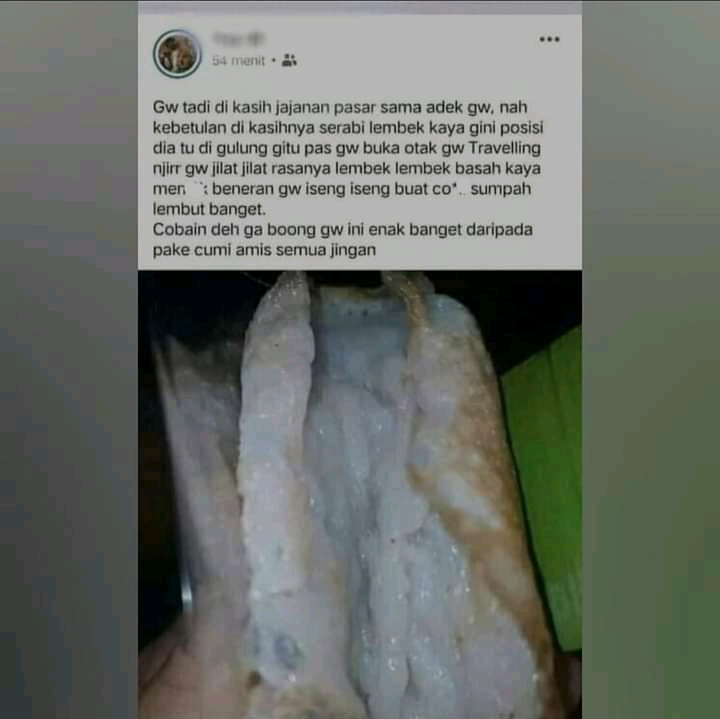 54 menit •
Gw tadi di kasih jajanan pasar sama adek gw, nah
kebetulan di kasihnya serabi lembek kaya gini posisi
dia tu di gulung gitu pas gw buka otak gw Travelling
njirr gw jilat jilat rasanya lembek lembek basah kaya
men : beneran gw iseng iseng buat co*.. sumpah
lembut banget.
Cobain deh ga boong gw ini enak banget daripada
pake cumi amis semua jingan